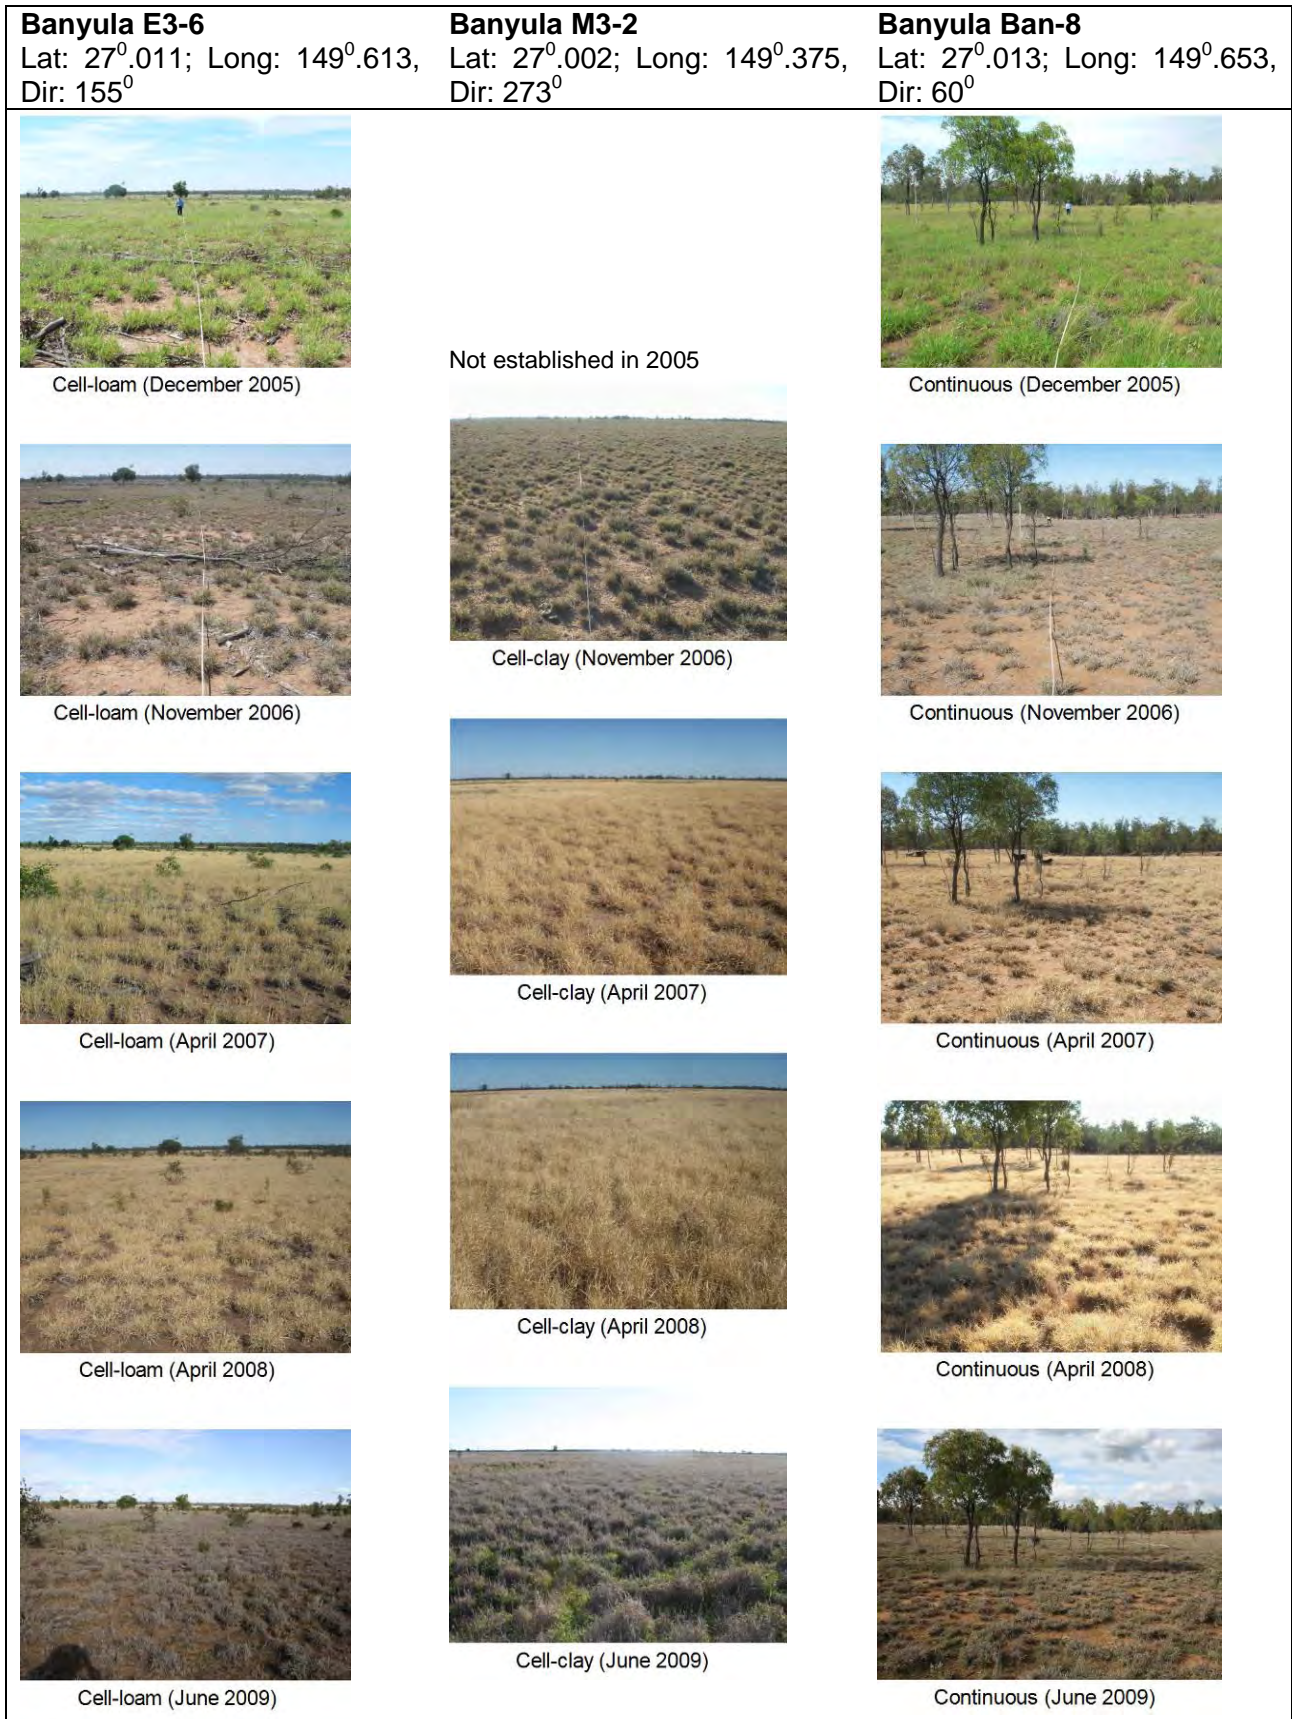 Banyula E3-6
Lat: 27⁰.011; Long: 149⁰.613,
Dir: 155⁰
Banyula M3-2
Lat: 27⁰.002; Long: 149⁰.375,
Dir: 273⁰
Banyula Ban-8
Lat: 27⁰.013; Long: 149⁰.653,
Dir: 60⁰
Cell-loam (December 2005)
Not established in 2005
Continuous (December 2005)
Cell-loam (November 2006)
Cell-clay (November 2006)
Continuous (November 2006)
Cell-loam (April 2007)
Cell-clay (April 2007)
Continuous (April 2007)
Cell-loam (April 2008)
Cell-clay (April 2008)
Continuous (April 2008)
Cell-loam (June 2009)
Cell-clay (June 2009)
Continuous (June 2009)